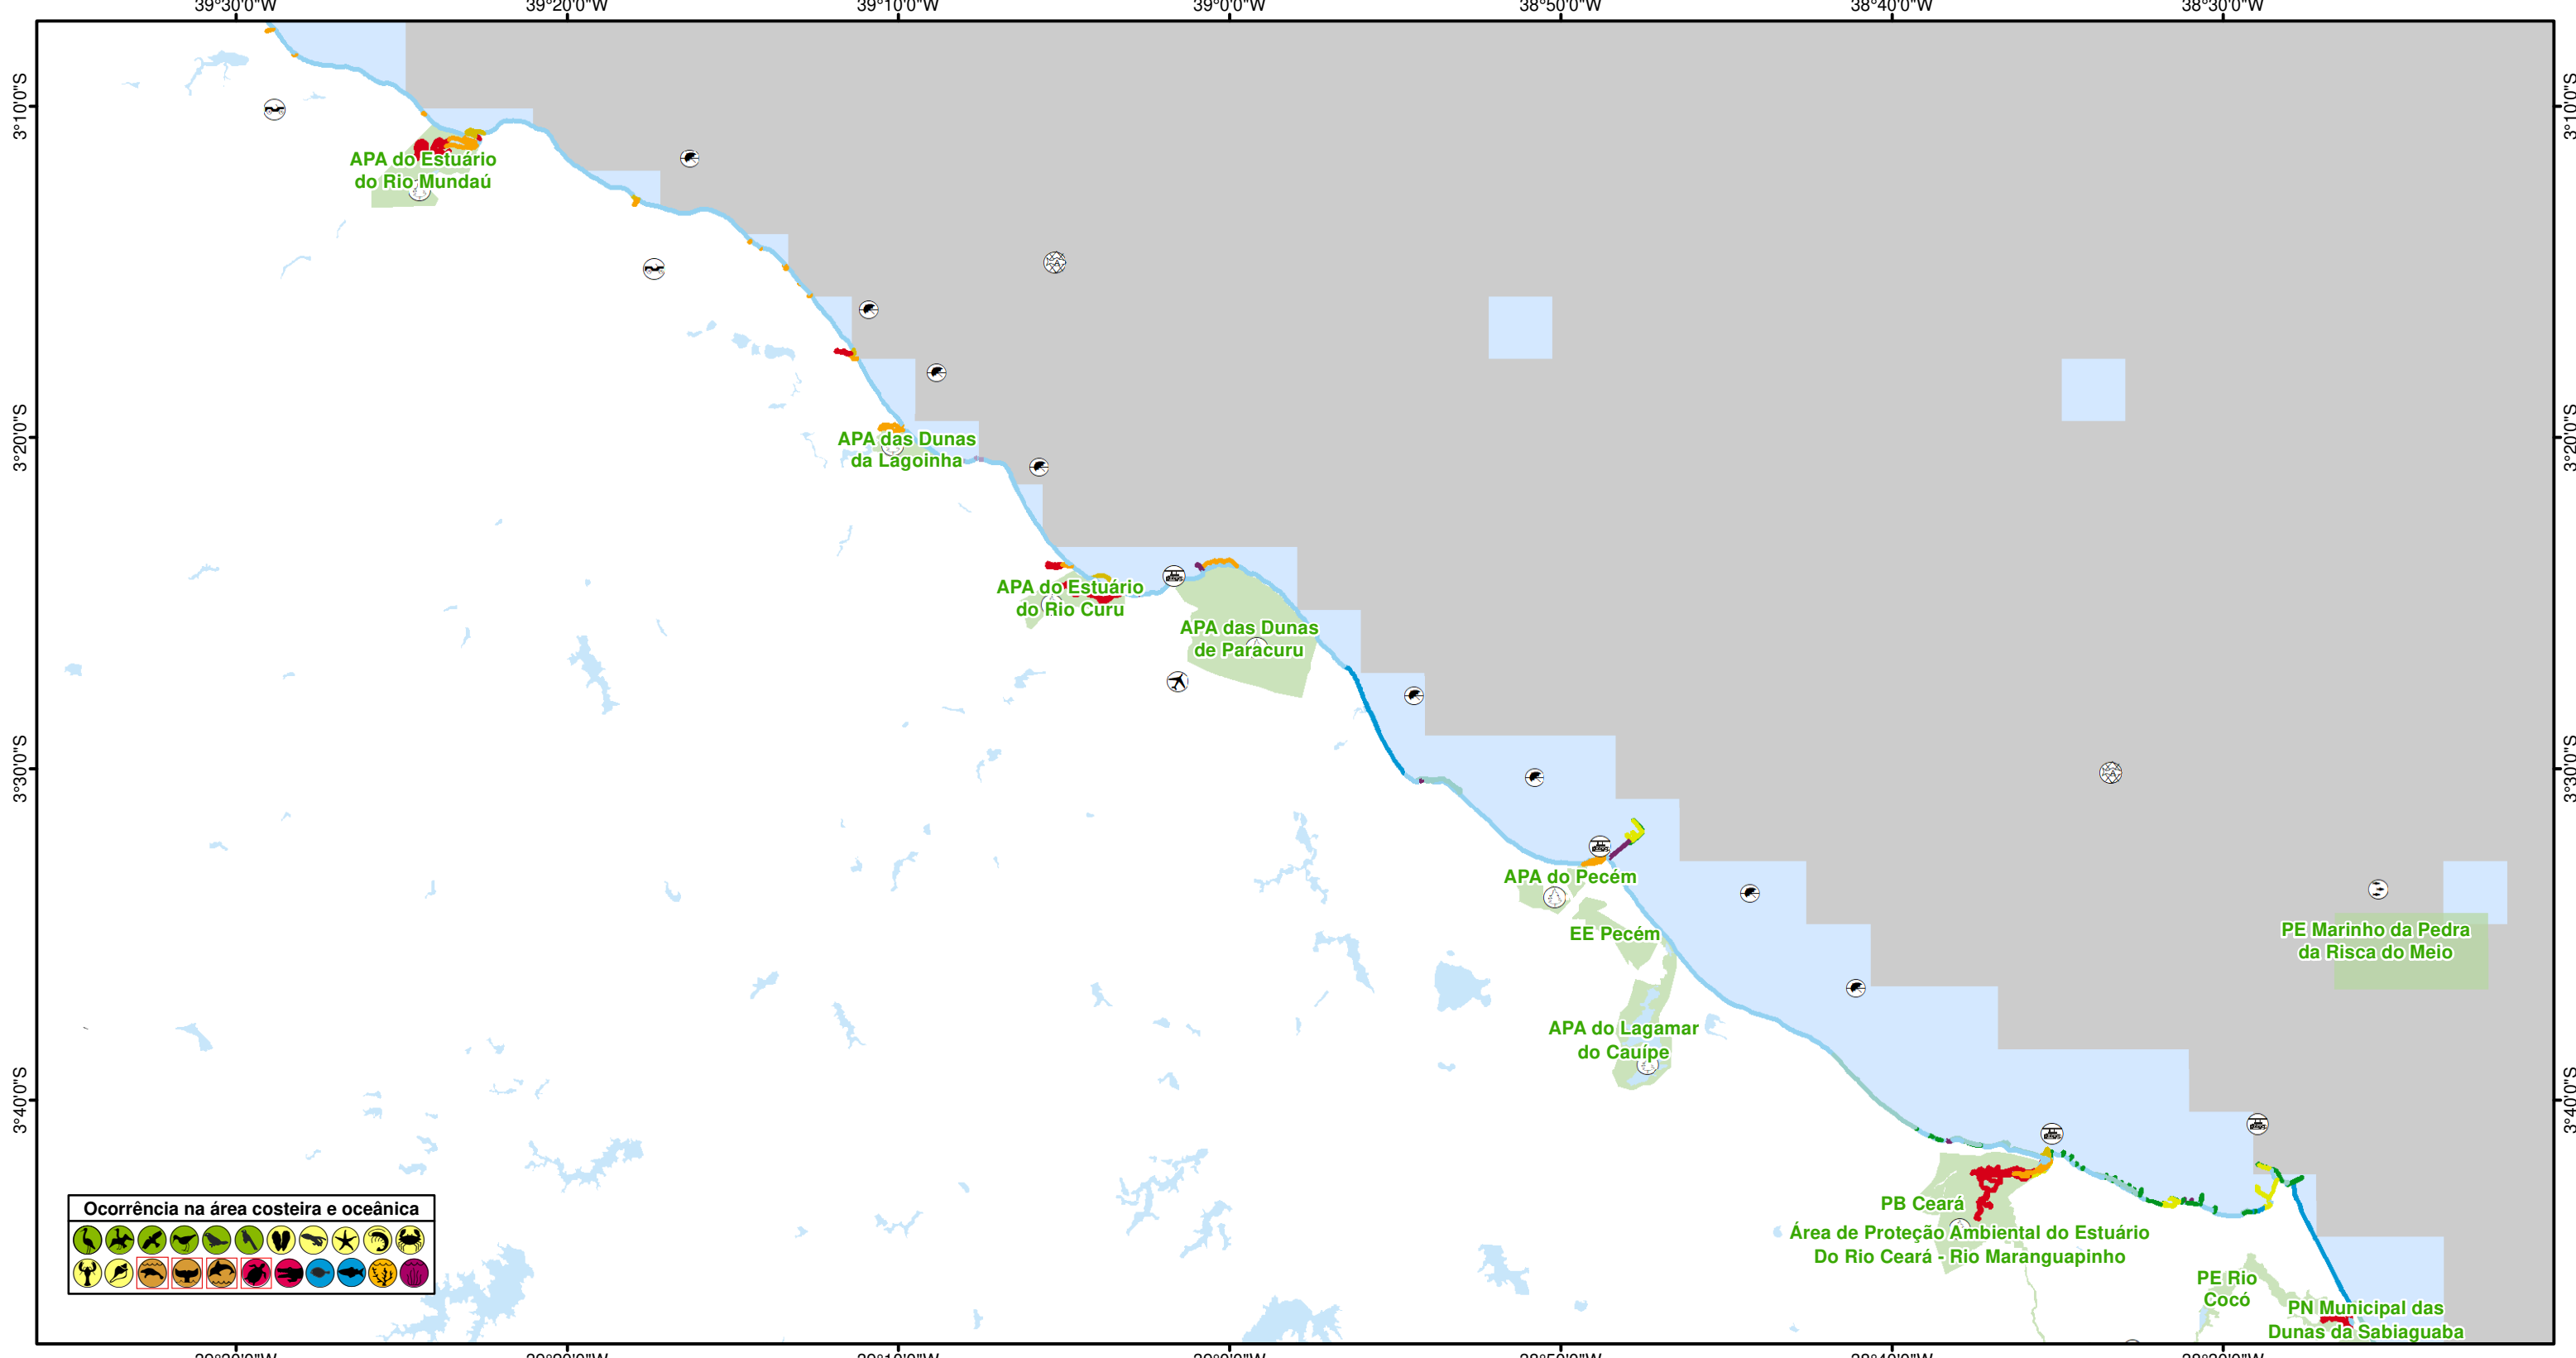 39°30'0"W 39°20'0"W 39°10'0"W 39°0'0"W 38°50'0"W 38°40'0"W 38°30'0"W
3°10'0"S 3°10'0"S
APA do Estuário
do Rio Mundaú
3°20'0"S 3°20'0"S
APA das Dunas
da Lagoinha
APA do Estuário
do Rio Curu
APA das Dunas
de Paracuru
3°30'0"S 3°30'0"S
APA do Pecém
EE Pecém
PE Marinho da Pedra
da Risca do Meio
APA do Lagamar
do Cauípe
3°40'0"S 3°40'0"S
PB Ceará
Área de Proteção Ambiental do Estuário
Do Rio Ceará - Rio Maranguapinho
PE Rio
Cocó
PN Municipal das
Dunas da Sabiaguaba
Ocorrência na área costeira e oceânica